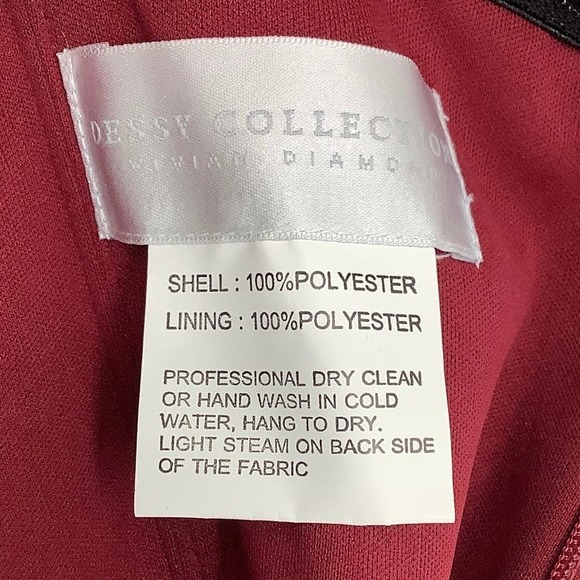 DESSY COLLECTION
VIVIAN DIAMOND
SHELL : 100%POLYESTER
LINING : 100%POLYESTER
PROFESSIONAL DRY CLEAN
OR HAND WASH IN COLD
WATER, HANG TO DRY.
LIGHT STEAM ON BACK SIDE
OF THE FABRIC